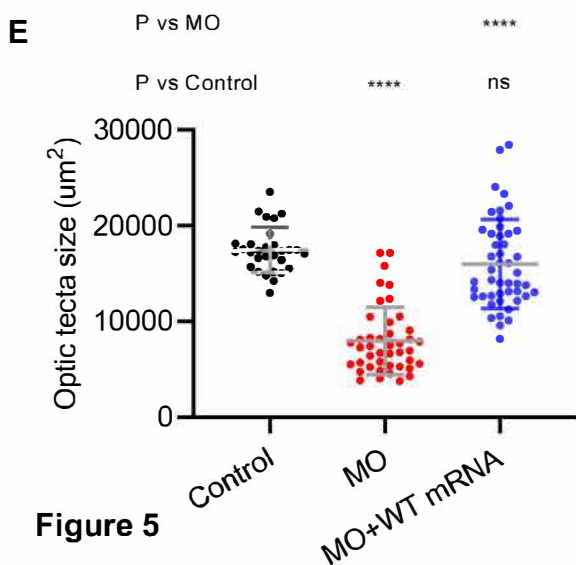 E
P vs MO ****
P vs Control **** ns
Optic tecta size (um²)
30000
20000
10000
0
Control
MO
MO+WT mRNA
Figure 5